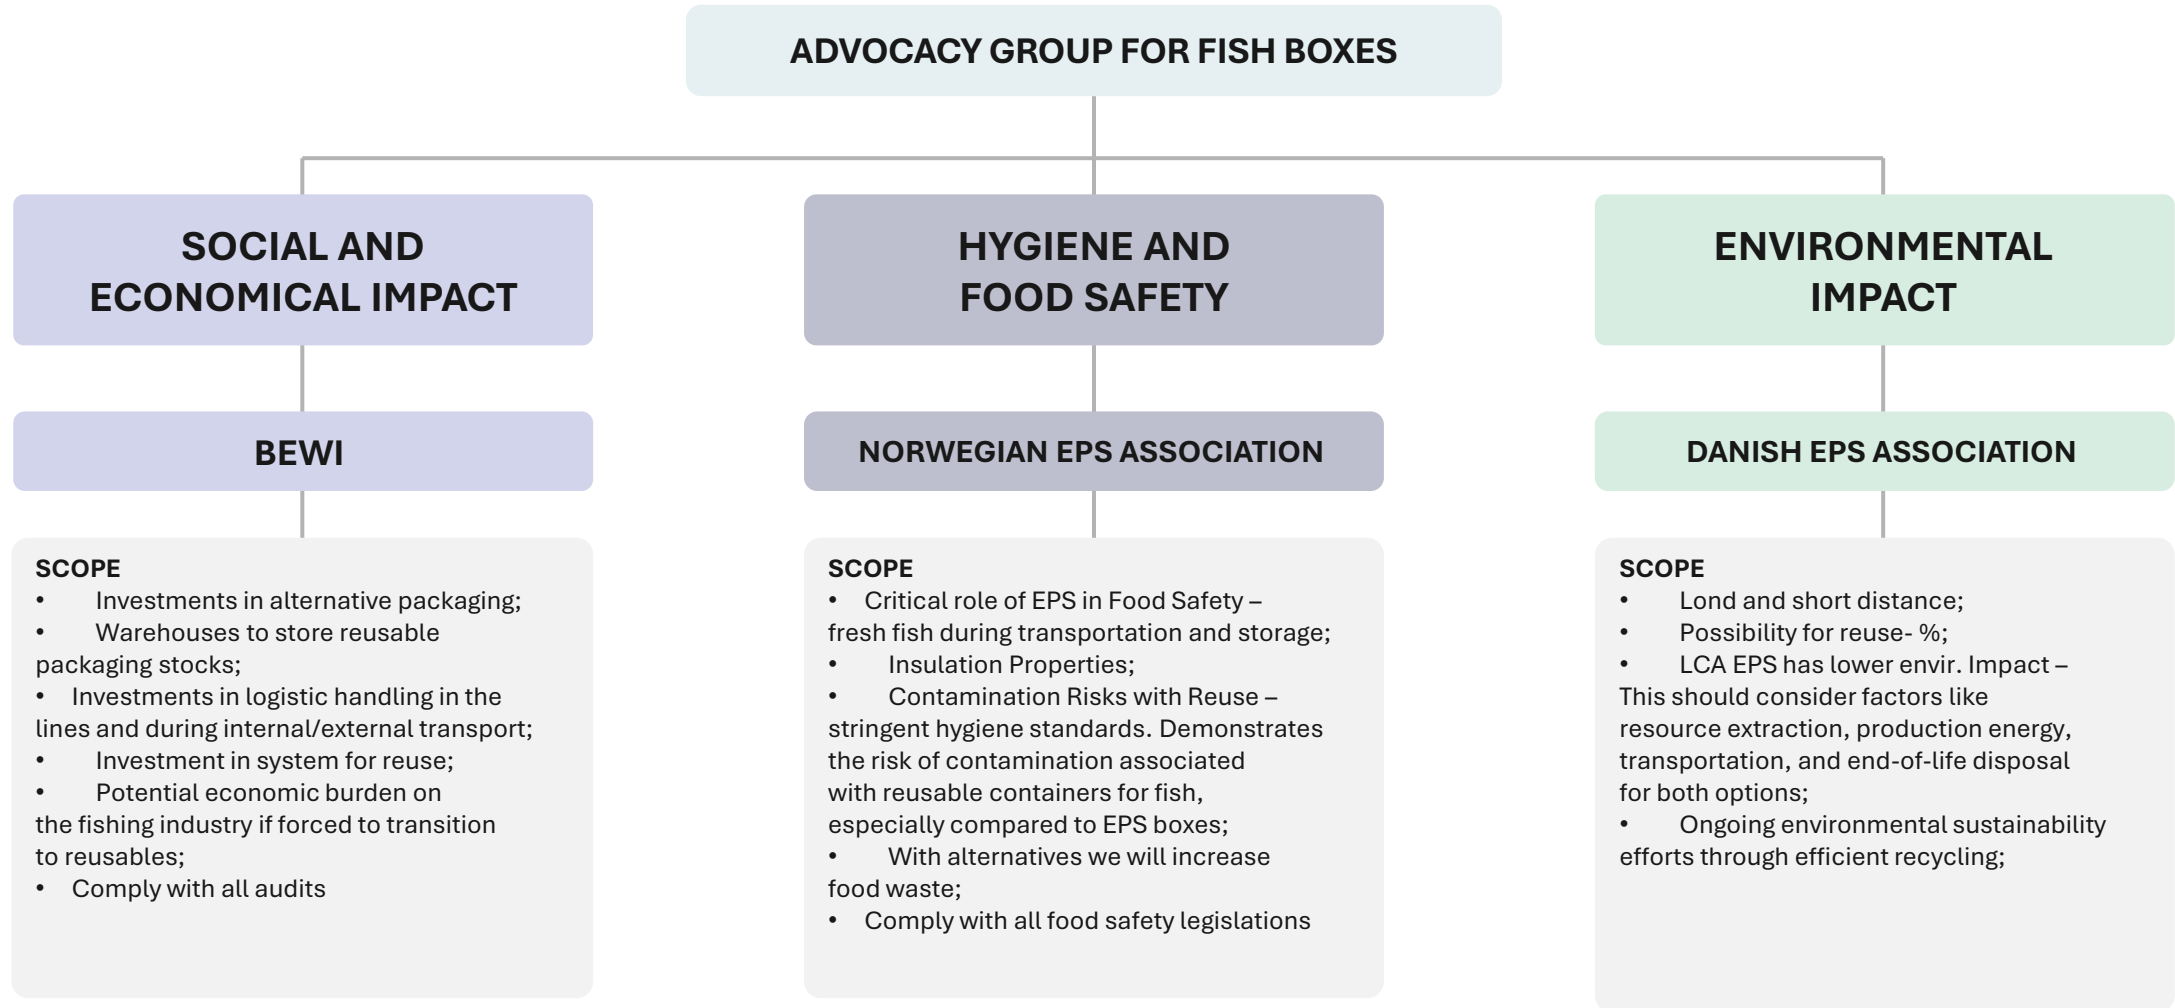 ADVOCACY GROUP FOR FISH BOXES
SOCIAL AND
ECONOMICAL IMPACT
BEWI
SCOPE
• Investments in alternative packaging;
• Warehouses to store reusable
packaging stocks;
• Investments in logistic handling in the
lines and during internal/external transport;
• Investment in system for reuse;
• Potential economic burden on
the fishing industry if forced to transition
to reusables;
• Comply with all audits
HYGIENE AND
FOOD SAFETY
NORWEGIAN EPS ASSOCIATION
SCOPE
• Critical role of EPS in Food Safety –
fresh fish during transportation and storage;
• Insulation Properties;
• Contamination Risks with Reuse –
stringent hygiene standards. Demonstrates
the risk of contamination associated
with reusable containers for fish,
especially compared to EPS boxes;
• With alternatives we will increase
food waste;
• Comply with all food safety legislations
ENVIRONMENTAL
IMPACT
DANISH EPS ASSOCIATION
SCOPE
• Lond and short distance;
• Possibility for reuse- %;
• LCA EPS has lower envir. Impact –
This should consider factors like
resource extraction, production energy,
transportation, and end-of-life disposal
for both options;
• Ongoing environmental sustainability
efforts through efficient recycling;